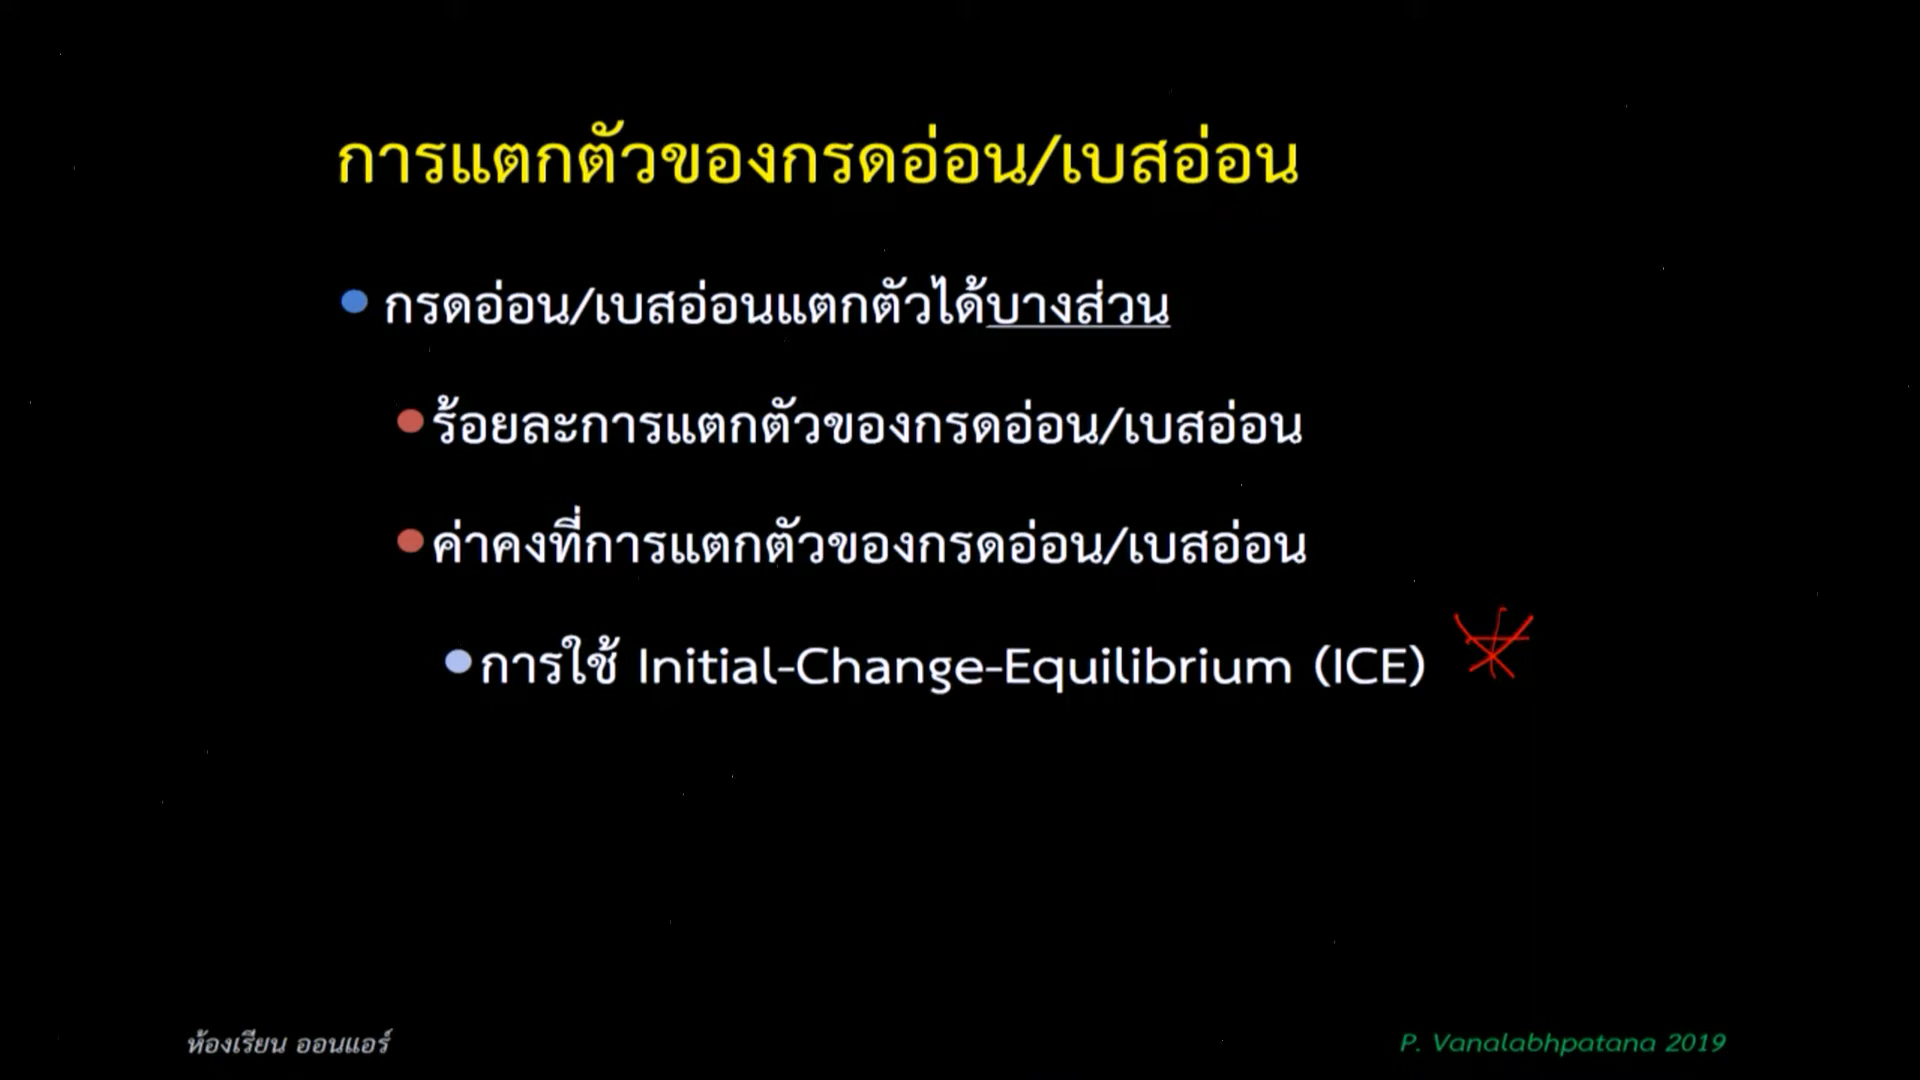 การแตกตัวของกรดอ่อน/เบสอ่อน
กรดอ่อน/เบสอ่อนแตกตัวได้บางส่วน
ร้อยละการแตกตัวของกรดอ่อน/เบสอ่อน
ค่าคงที่การแตกตัวของกรดอ่อน/เบสอ่อน
การใช้ Initial-Change-Equilibrium (ICE)
ห้องเรียน ออนแอร์
P. Vanalabhpatana 2019